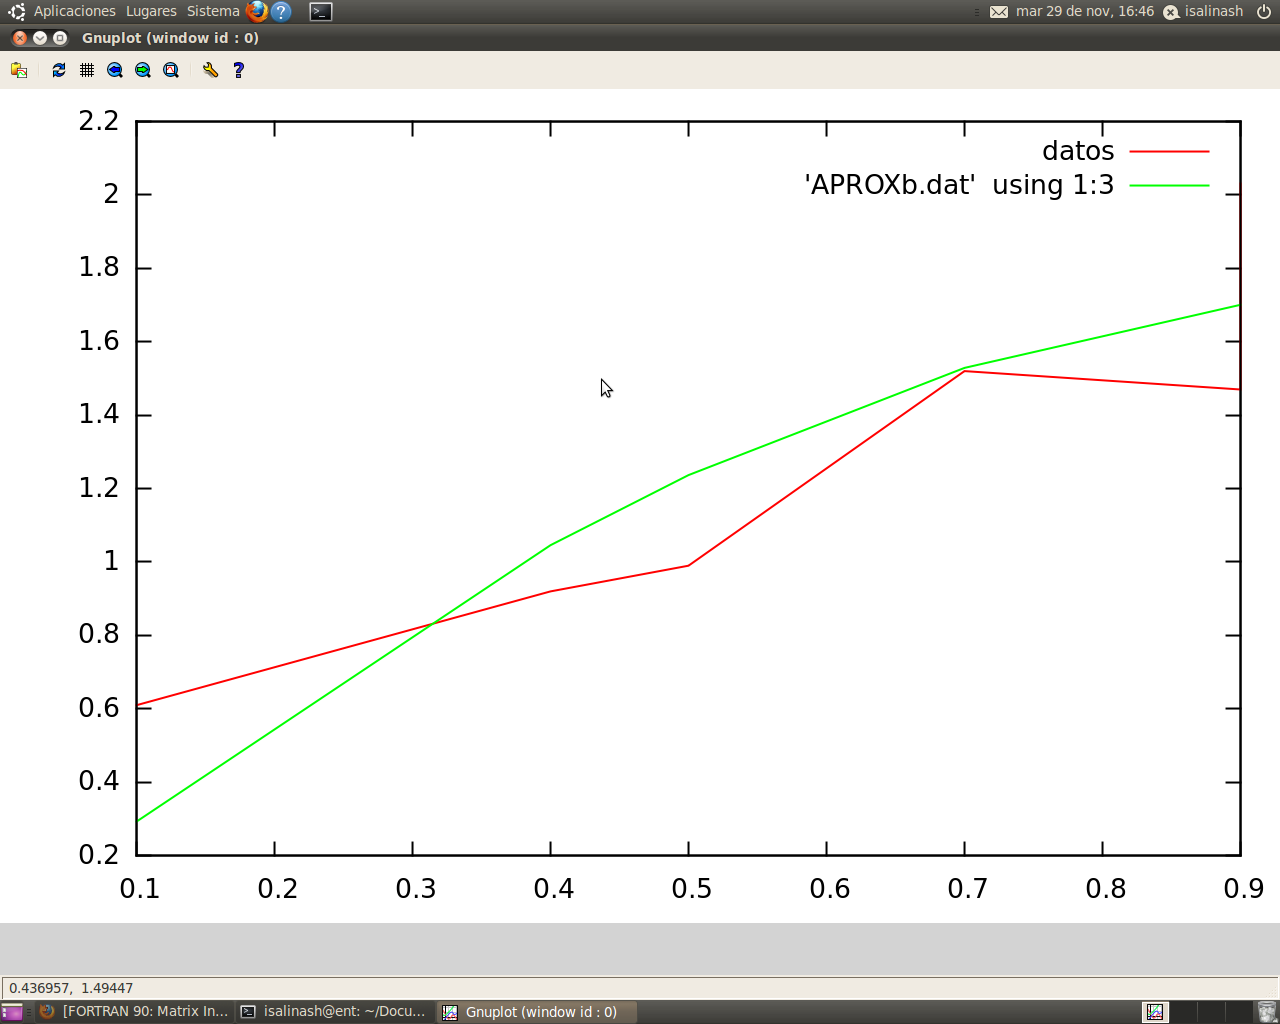 Aplicaciones Lugares Sistema mar 29 de nov, 16:46 isalinash
Gnuplot (window id : 0)
2.2
datos
'APROXb.dat' using 1:3
2
1.8
1.6
1.4
1.2
1
0.8
0.6
0.4
0.2
0.1 0.2 0.3 0.4 0.5 0.6 0.7 0.8 0.9
0.436957, 1.49447
[FORTRAN 90: Matrix In... isalinash@ent: ~/Docu... Gnuplot (window id : 0)